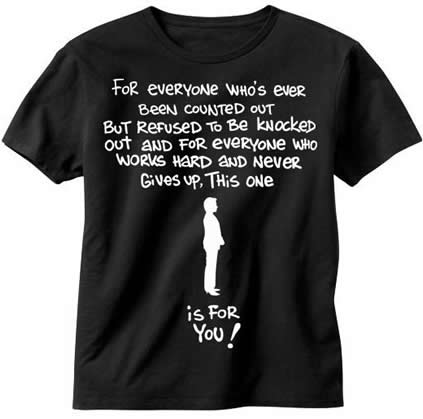 FOR EVERYONE WHO'S EVER
BEEN COUNTED OUT
BUT REFUSED TO BE KNOCKED
OUT AND FOR EVERYONE WHO
WORKS HARD AND NEVER
GIVES UP, THIS ONE
is FOR
YOU!